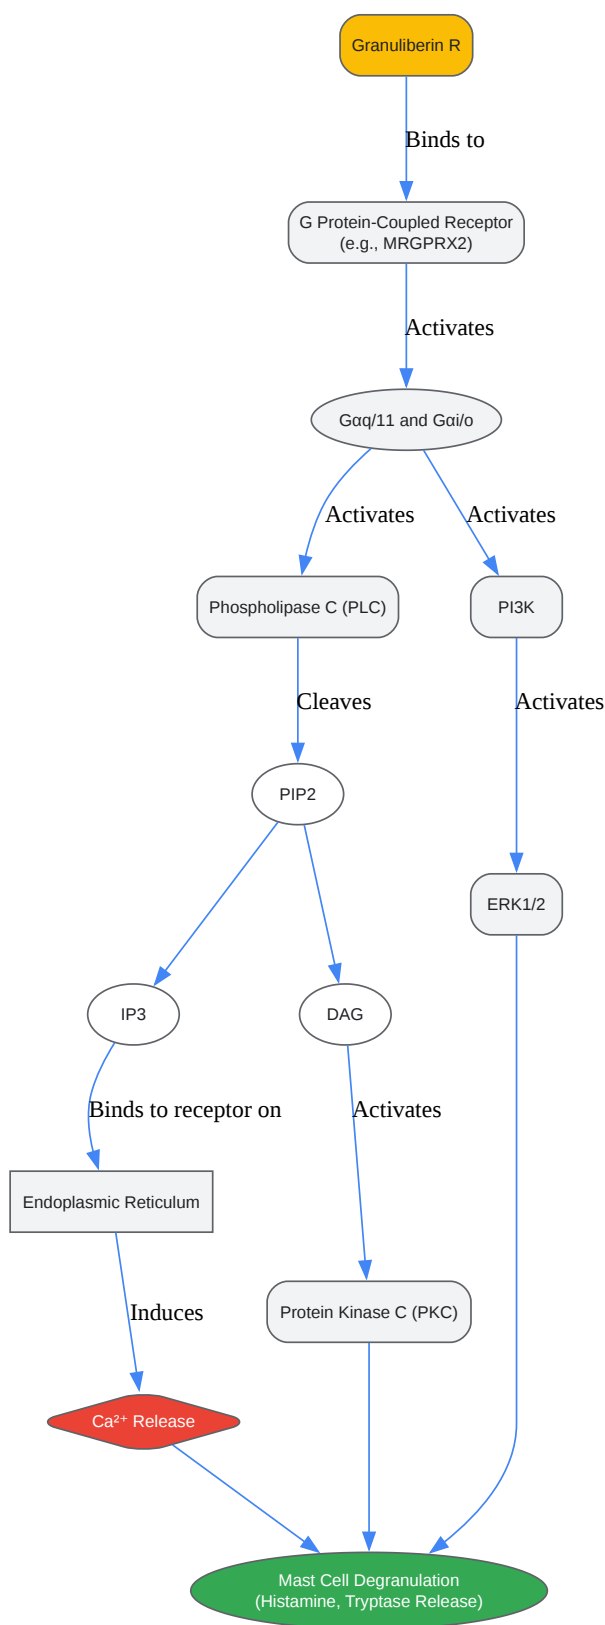 Granuliberin R
Binds to
G Protein-Coupled Receptor
(e.g., MRGPRX2)
Activates
Gαq/11 and Gαi/o
Activates
Activates
Phospholipase C (PLC)
PI3K
Cleaves
Activates
PIP2
ERK1/2
IP3
DAG
Binds to receptor on
Activates
Endoplasmic Reticulum
Induces
Protein Kinase C (PKC)
Ca²⁺ Release
Mast Cell Degranulation
(Histamine, Tryptase Release)